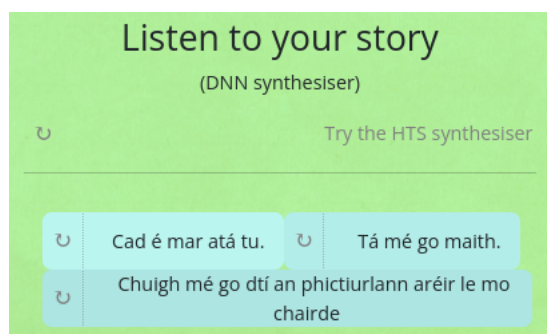 Listen to your story
(DNN synthesiser)
Try the HTS synthesiser
Cad é mar atá tu.
Tá mé go maith.
Chuigh mé go dtí an phictiurlann aréir le mo
chairde